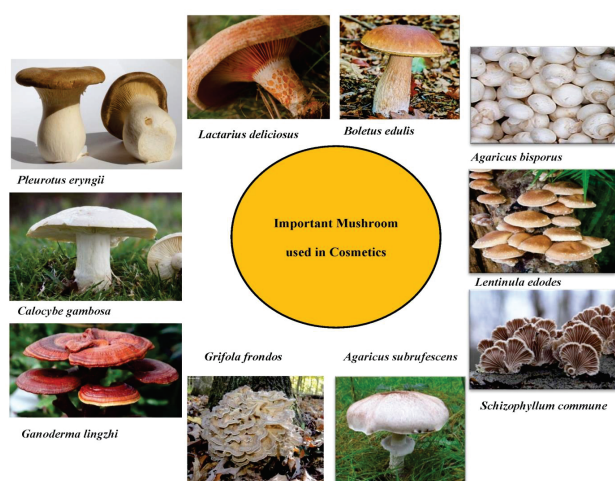 Lactarius deliciosus
Boletus edulis
Agaricus bisporus
Pleurotus eryngii
Important Mushroom
used in Cosmetics
Lentinula edodes
Calocybe gambosa
Grifola frondos
Agaricus subrufescens
Schizophyllum commune
Ganoderma lingzhi